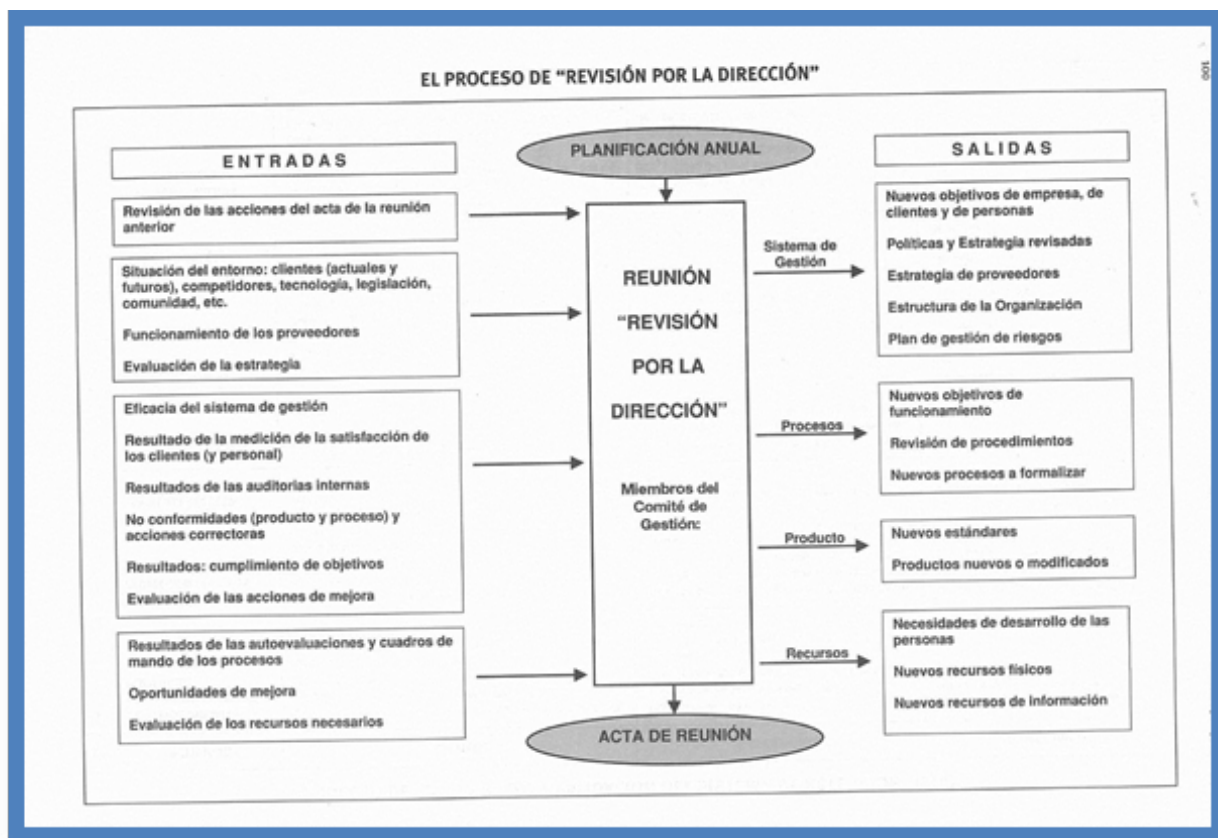 100
EL PROCESO DE “REVISIÓN POR LA DIRECCIÓN”
ENTRADAS
Revisión de las acciones del acta de la reunión
anterior
Situación del entorno: clientes (actuales y
futuros), competidores, tecnología, legislación,
comunidad, etc.
Funcionamiento de los proveedores
Evaluación de la estrategia
Eficacia del sistema de gestión
Resultado de la medición de la satisfacción de
los clientes (y personal)
Resultados de las auditorias internas
No conformidades (producto y proceso) y
acciones correctoras
Resultados: cumplimiento de objetivos
Evaluación de las acciones de mejora
Resultados de las autoevaluaciones y cuadros de
mando de los procesos
Oportunidades de mejora
Evaluación de los recursos necesarios
PLANIFICACIÓN ANUAL
REUNIÓN
“REVISIÓN
POR LA
DIRECCIÓN”
Miembros del
Comité de
Gestión:
ACTA DE REUNIÓN
Sistema de
Gestión
Procesos
Producto
Recursos
SALIDAS
Nuevos objetivos de empresa, de
clientes y de personas
Políticas y Estrategia revisadas
Estrategia de proveedores
Estructura de la Organización
Plan de gestión de riesgos
Nuevos objetivos de
funcionamiento
Revisión de procedimientos
Nuevos procesos a formalizar
Nuevos estándares
Productos nuevos o modificados
Necesidades de desarrollo de las
personas
Nuevos recursos físicos
Nuevos recursos de información